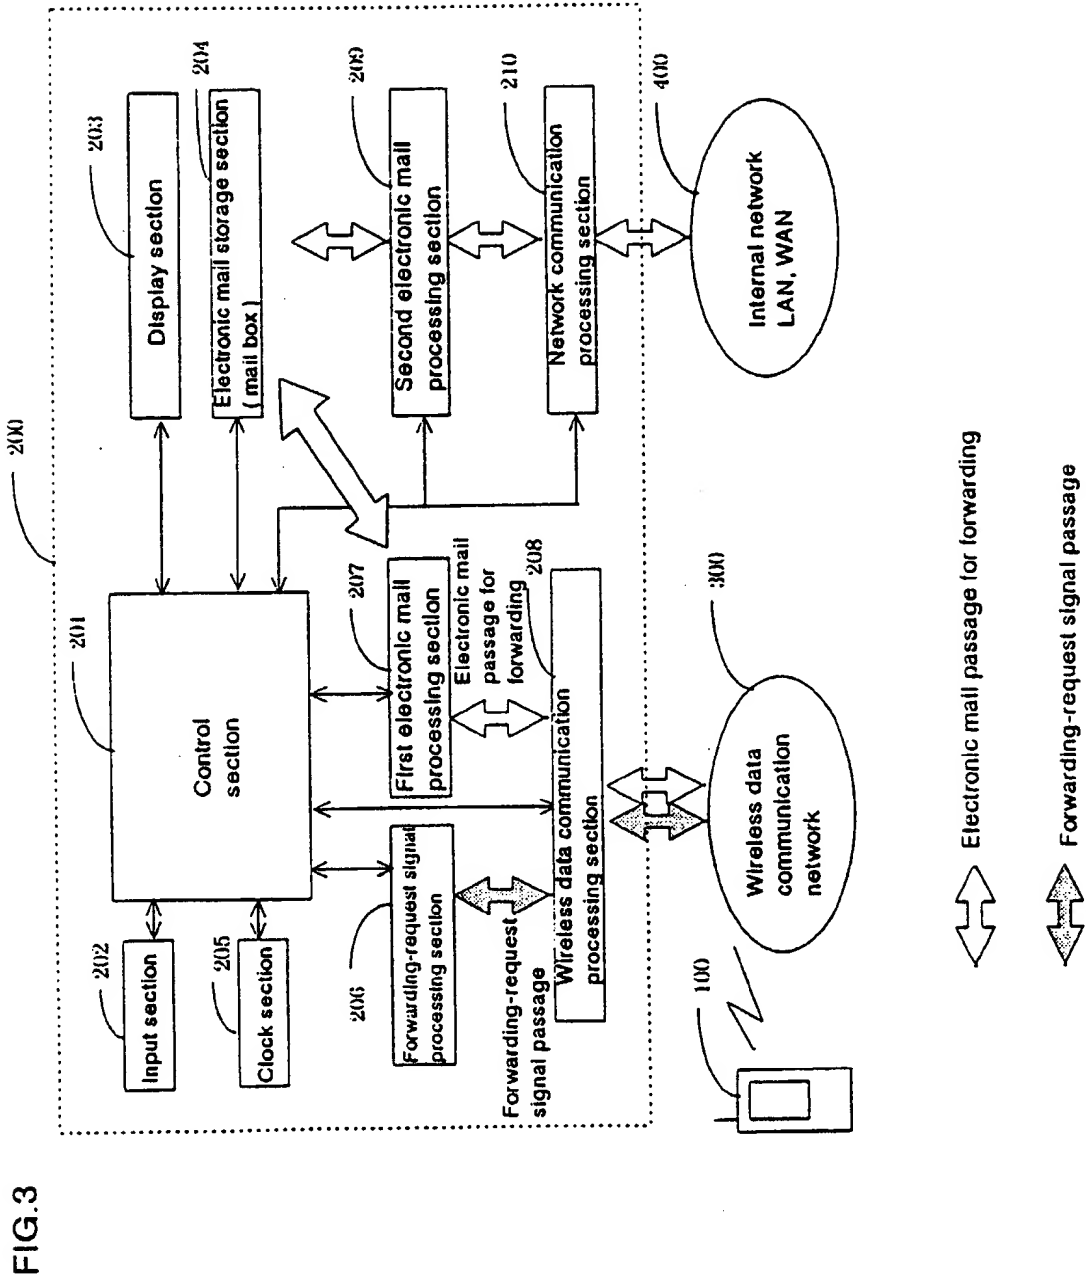 FIG.3
200
201
Control
section
202
Input section
205
Clock section
203
Display section
204
Electronic mail storage section
( mail box )
206
Forwarding-request signal
processing section
207
First electronic mail
processing section
209
Second electronic mail
processing section
Forwarding-request
signal passage
Electronic mail
passage for
forwarding
208
Wireless data communication
processing section
210
Network communication
processing section
100
300
Wireless data
communication
network
400
Internal network
LAN, WAN
Electronic mail passage for forwarding
Forwarding-request signal passage